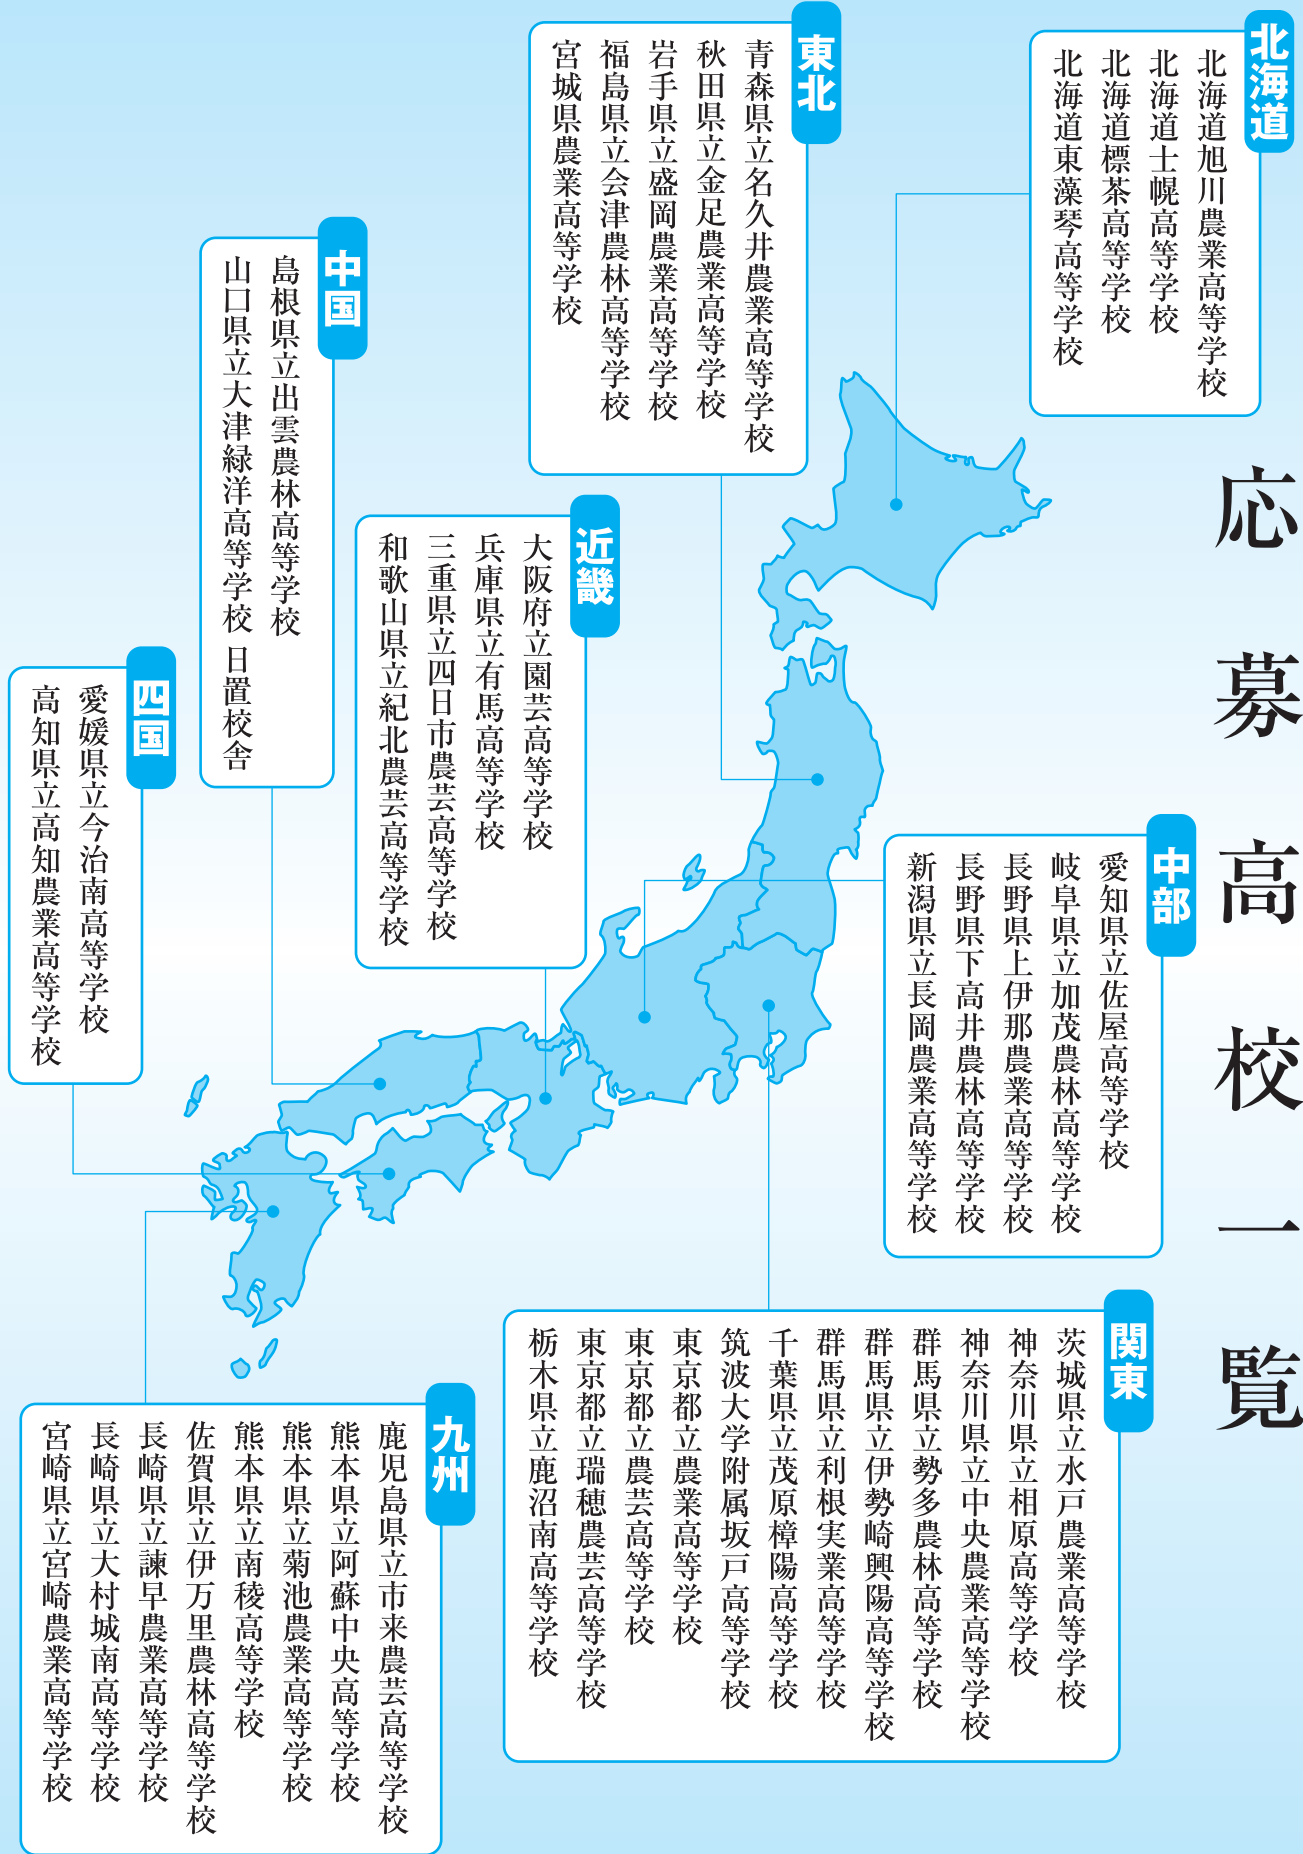 応募高校一覧
北海道
北海道旭川農業高等学校
北海道士幌高等学校
北海道標茶高等学校
北海道東藻琴高等学校
東北
青森県立名久井農業高等学校
秋田県立金足農業高等学校
岩手県立盛岡農業高等学校
福島県立会津農林高等学校
宮城県農業高等学校
関東
茨城県立水戸農業高等学校
神奈川県立相原高等学校
神奈川県立中央農業高等学校
群馬県立勢多農林高等学校
群馬県立伊勢崎興陽高等学校
群馬県立利根実業高等学校
千葉県立茂原樟陽高等学校
筑波大学附属坂戸高等学校
東京都立農業高等学校
東京都立農芸高等学校
東京都立瑞穂農芸高等学校
栃木県立鹿沼南高等学校
中部
愛知県立佐屋高等学校
岐阜県立加茂農林高等学校
長野県上伊那農業高等学校
長野県下高井農林高等学校
新潟県立長岡農業高等学校
近畿
大阪府立園芸高等学校
兵庫県立有馬高等学校
三重県立四日市農芸高等学校
和歌山県立紀北農芸高等学校
中国
島根県立出雲農林高等学校
山口県立大津緑洋高等学校 日置校舎
四国
愛媛県立今治南高等学校
高知県立高知農業高等学校
九州
鹿児島県立市来農芸高等学校
熊本県立阿蘇中央高等学校
熊本県立菊池農業高等学校
熊本県立南稜高等学校
佐賀県立伊万里農林高等学校
長崎県立諫早農業高等学校
長崎県立大村城南高等学校
宮崎県立宮崎農業高等学校